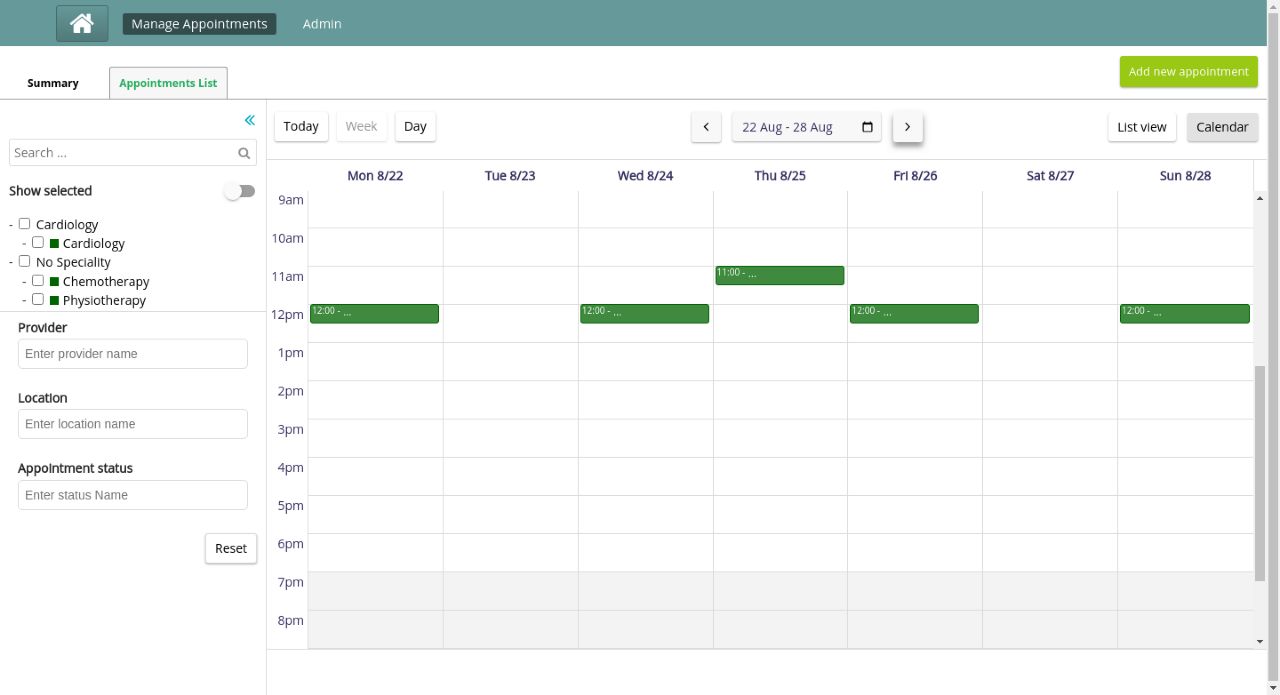 Manage Appointments
Admin
Summary
Appointments List
Add new appointment
Today
Week
Day
22 Aug - 28 Aug
List view
Calendar
Search ...
Show selected
- Cardiology
- Cardiology
- No Speciality
- Chemotherapy
- Physiotherapy
Provider
Enter provider name
Location
Enter location name
Appointment status
Enter status Name
Reset
Mon 8/22
Tue 8/23
Wed 8/24
Thu 8/25
Fri 8/26
Sat 8/27
Sun 8/28
9am
10am
11am
11:00 - ...
12pm
12:00 - ...
12:00 - ...
12:00 - ...
12:00 - ...
1pm
2pm
3pm
4pm
5pm
6pm
7pm
8pm